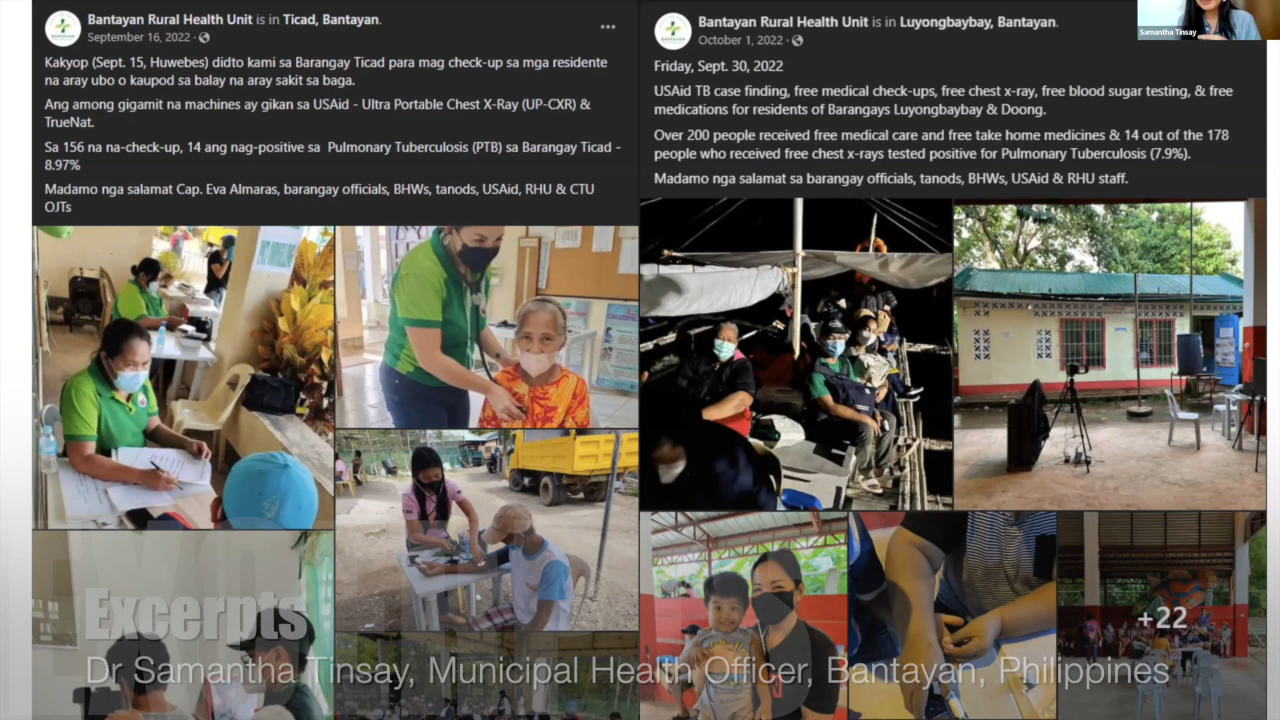 Bantayan Rural Health Unit is in Ticad, Bantayan.
September 16, 2022
Kakyop (Sept. 15, Huwebes) didto kami sa Barangay Ticad para mag check-up sa mga residente
na aray ubo o kaupod sa balay na aray sakit sa baga.
Ang among gigamit na machines ay gikan sa USAid - Ultra Portable Chest X-Ray (UP-CXR) &
TrueNat.
Sa 156 na na-check-up, 14 ang nag-positive sa Pulmonary Tuberculosis (PTB) sa Barangay Ticad -
8.97%
Madamo nga salamat Cap. Eva Almaras, barangay officials, BHWs, tanods, USAid, RHU & CTU
OJTs
Bantayan Rural Health Unit is in Luyongbaybay, Bantayan.
October 1, 2022
Friday, Sept. 30, 2022
USAid TB case finding, free medical check-ups, free chest x-ray, free blood sugar testing, & free
medications for residents of Barangays Luyongbaybay & Doong.
Over 200 people received free medical care and free take home medicines & 14 out of the 178
people who received free chest x-rays tested positive for Pulmonary Tuberculosis (7.9%).
Madamo nga salamat sa barangay officials, tanods, BHWs, USAid & RHU staff.
Samantha Tinsay
+22
Excerpts
Dr Samantha Tinsay, Municipal Health Officer, Bantayan, Philippines